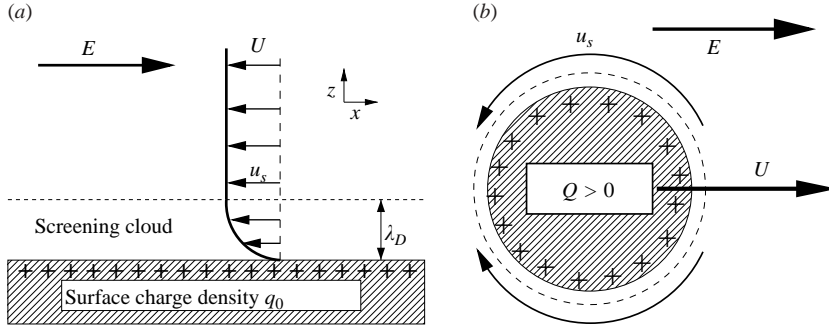 (a)
E
U
z
x
u_s
Screening cloud
λ_D
+ + + + + + + + + + + + + + + + + +
Surface charge density q_0
(b)
u_s
E
U
Q > 0